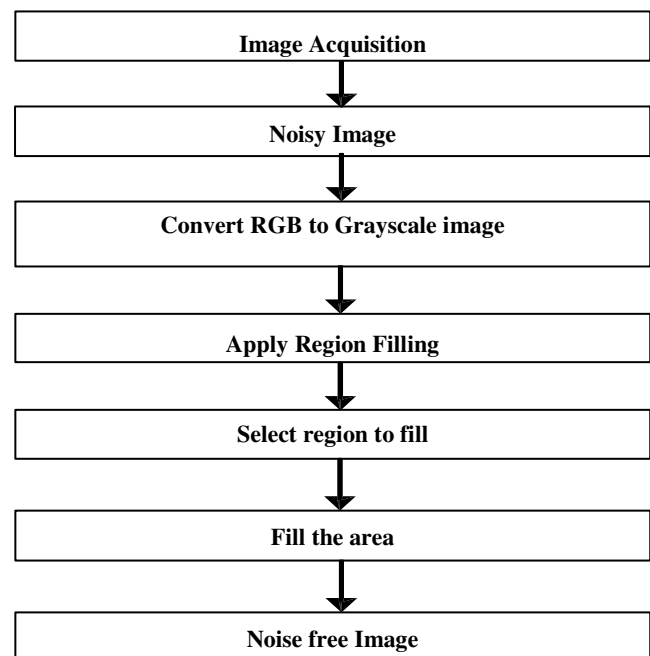 Image Acquisition
Noisy Image
Convert RGB to Grayscale image
Apply Region Filling
Select region to fill
Fill the area
Noise free Image